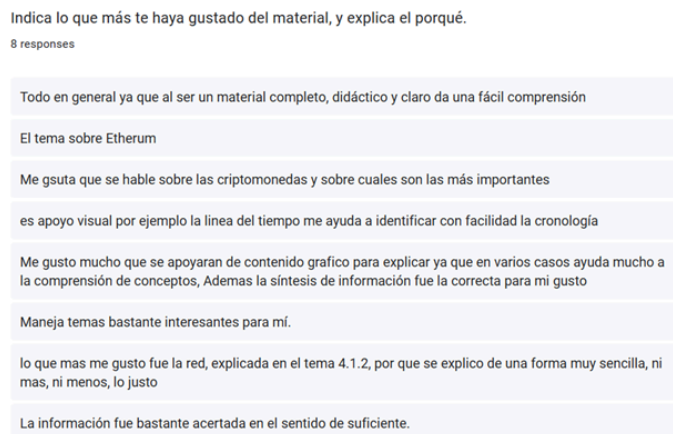 Indica lo que más te haya gustado del material, y explica el porqué.
8 responses
Todo en general ya que al ser un material completo, didáctico y claro da una fácil comprensión
El tema sobre Etherum
Me gsuta que se hable sobre las criptomonedas y sobre cuales son las más importantes
es apoyo visual por ejemplo la linea del tiempo me ayuda a identificar con facilidad la cronología
Me gusto mucho que se apoyaran de contenido grafico para explicar ya que en varios casos ayuda mucho a
la comprensión de conceptos, Ademas la síntesis de información fue la correcta para mi gusto
Maneja temas bastante interesantes para mí.
lo que mas me gusto fue la red, explicada en el tema 4.1.2, por que se explico de una forma muy sencilla, ni
mas, ni menos, lo justo
La información fue bastante acertada en el sentido de suficiente.